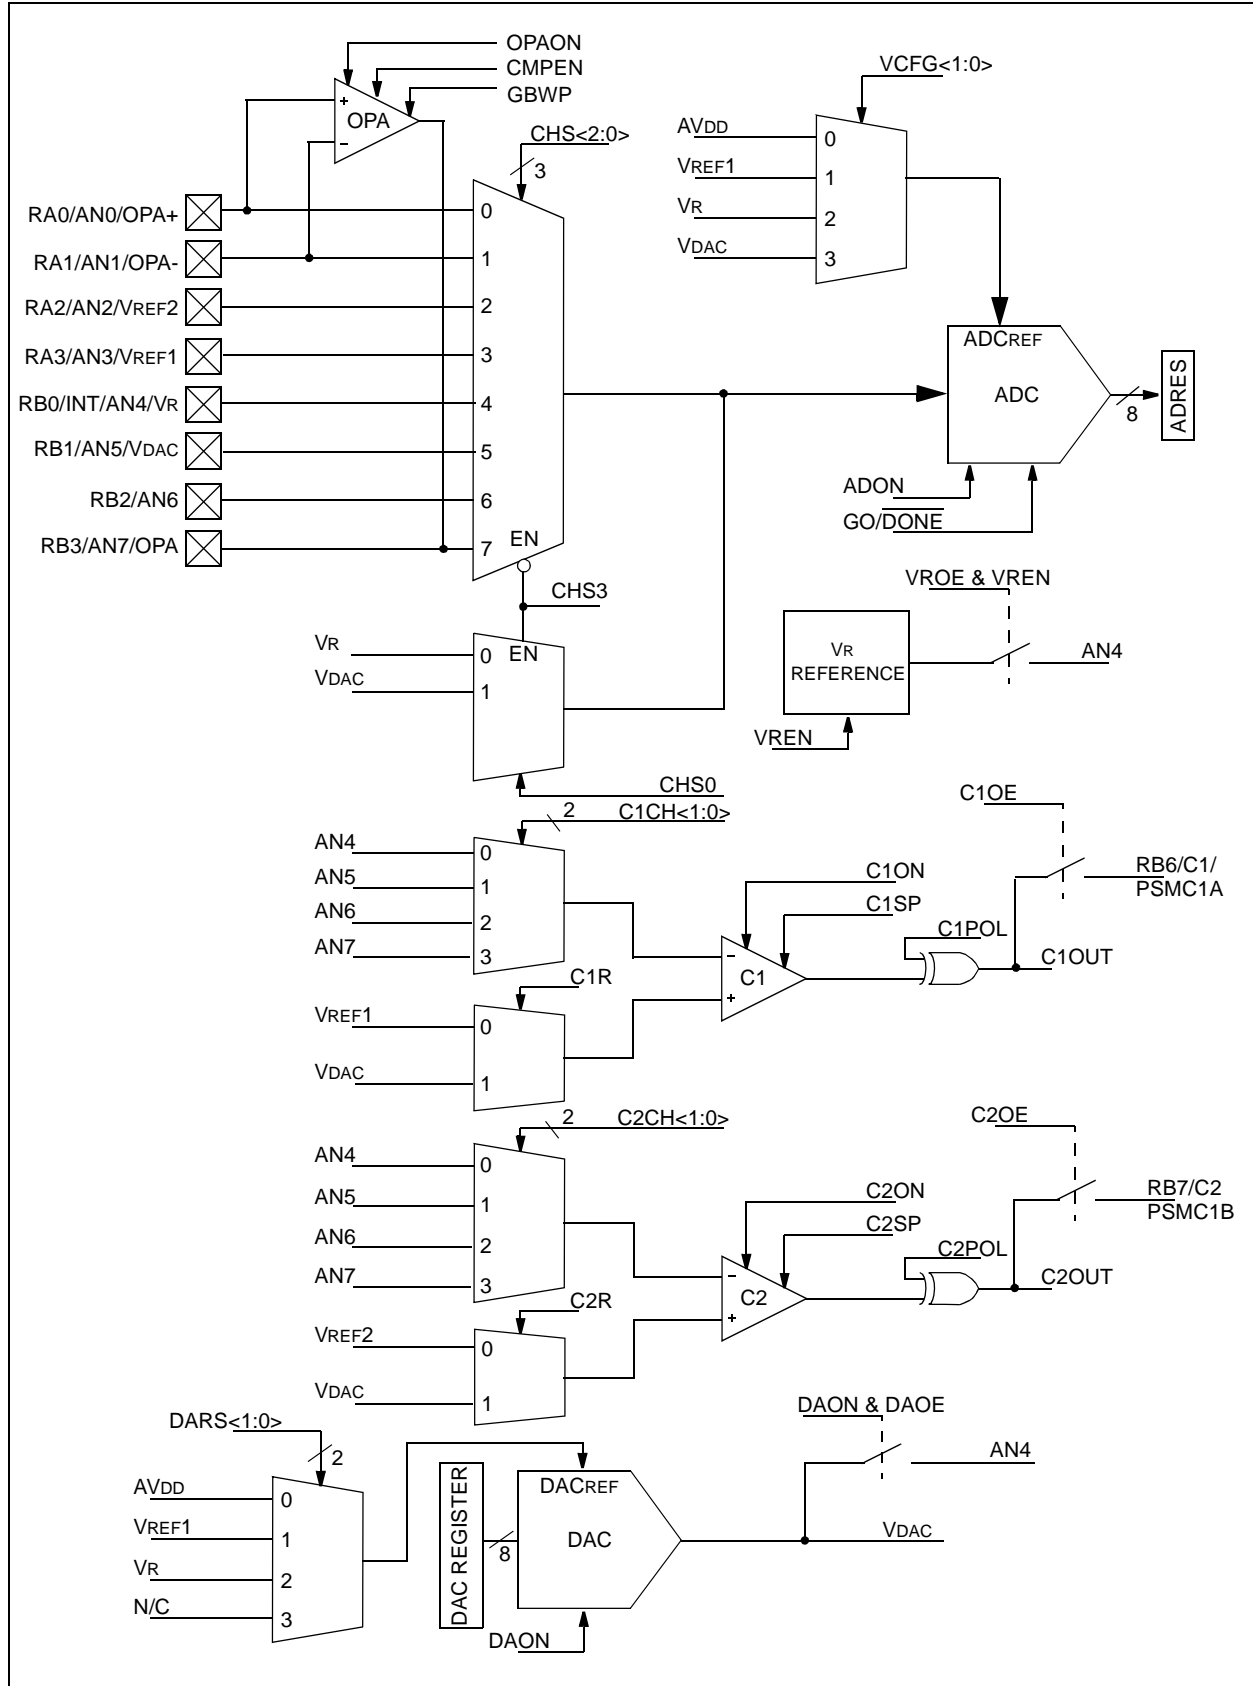 OPAON
CMPEN
GBWP
+
OPA
–
CHS<2:0>
3
VCFG<1:0>
AVDD
0
VREF1
1
VR
2
VDAC
3
RA0/AN0/OPA+
0
RA1/AN1/OPA-
1
RA2/AN2/VREF2
2
RA3/AN3/VREF1
3
RB0/INT/AN4/VR
4
RB1/AN5/VDAC
5
RB2/AN6
6
RB3/AN7/OPA
7
EN
ADCREF
ADC
8
ADRES
ADON
GO/DONE
CHS3
VR
0
EN
VDAC
1
CHS0
VROE & VREN
VR
REFERENCE
AN4
VREN
2
C1CH<1:0>
AN4
0
AN5
1
AN6
2
AN7
3
C1R
VREF1
0
VDAC
1
C1ON
C1SP
–
C1
+
C1POL
C1OUT
C1OE
RB6/C1/
PSMC1A
2
C2CH<1:0>
AN4
0
AN5
1
AN6
2
AN7
3
C2R
VREF2
0
VDAC
1
C2ON
C2SP
–
C2
+
C2POL
C2OUT
C2OE
RB7/C2
PSMC1B
DARS<1:0>
2
AVDD
0
VREF1
1
VR
2
N/C
3
DAC REGISTER
8
DACREF
DAC
DAON
DAON & DAOE
AN4
VDAC